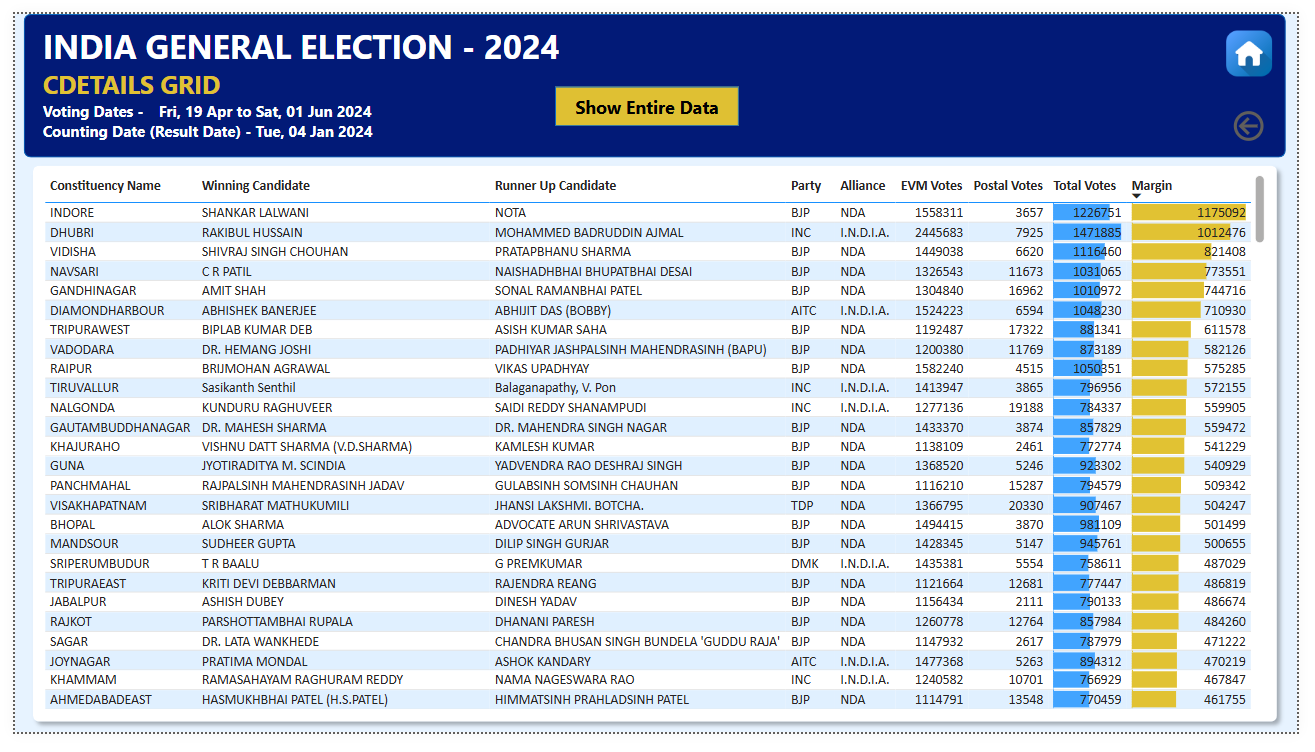 INDIA GENERAL ELECTION - 2024
CDETAILS GRID
Voting Dates - Fri, 19 Apr to Sat, 01 Jun 2024
Counting Date (Result Date) - Tue, 04 Jan 2024
Show Entire Data
Constituency Name Winning Candidate Runner Up Candidate Party Alliance EVM Votes Postal Votes Total Votes Margin
INDORE SHANKAR LALWANI NOTA BJP NDA 1558311 3657 1226751 1175092
DHUBRI RAKIBUL HUSSAIN MOHAMMED BADRUDDIN AJMAL INC I.N.D.I.A. 2445683 7925 1471885 1012476
VIDISHA SHIVRAJ SINGH CHOUHAN PRATAPBHANU SHARMA BJP NDA 1449038 6620 1116460 821408
NAVSARI C R PATIL NAISHADHBHAI BHUPATBHAI DESAI BJP NDA 1326543 11673 1031065 773551
GANDHINAGAR AMIT SHAH SONAL RAMANBHAI PATEL BJP NDA 1304840 16962 1010972 744716
DIAMONDHARBOUR ABHISHEK BANERJEE ABHIJIT DAS (BOBBY) AITC I.N.D.I.A. 1524223 6594 1048230 710930
TRIPURAWEST BIPLAB KUMAR DEB ASISH KUMAR SAHA BJP NDA 1192487 17322 881341 611578
VADODARA DR. HEMANG JOSHI PADHIYAR JASHPALSINH MAHENDRASINH (BAPU) BJP NDA 1200380 11769 873189 582126
RAIPUR BRIJMOHAN AGRAWAL VIKAS UPADHYAY BJP NDA 1582240 4515 1050351 575285
TIRUVALLUR Sasikanth Senthil Balaganapathy, V. Pon INC I.N.D.I.A. 1413947 3865 796956 572155
NALGONDA KUNDURU RAGHUVEER SAIDI REDDY SHANAMPUDI INC I.N.D.I.A. 1277136 19188 784337 559905
GAUTAMBUDDHANAGAR DR. MAHESH SHARMA DR. MAHENDRA SINGH NAGAR BJP NDA 1433370 3874 857829 559472
KHAJURAHO VISHNU DATT SHARMA (V.D.SHARMA) KAMLESH KUMAR BJP NDA 1138109 2461 772774 541229
GUNA JYOTIRADITYA M. SCINDIA YADVENDRA RAO DESHRAJ SINGH BJP NDA 1368520 5246 923302 540929
PANCHMAHAL RAJPALSINH MAHENDRASINH JADAV GULABSINH SOMSINH CHAUHAN BJP NDA 1116210 15287 794579 509342
VISAKHAPATNAM SRIBHARAT MATHUKUMILI JHANSI LAKSHMI. BOTCHA. TDP NDA 1366795 20330 907467 504247
BHOPAL ALOK SHARMA ADVOCATE ARUN SHRIVASTAVA BJP NDA 1494415 3870 981109 501499
MANDSOUR SUDHEER GUPTA DILIP SINGH GURJAR BJP NDA 1428345 5147 945761 500655
SRIPERUMBUDUR T R BAALU G PREMKUMAR DMK I.N.D.I.A. 1435381 5554 758611 487029
TRIPURAEAST KRITI DEVI DEBBARMAN RAJENDRA REANG BJP NDA 1121664 12681 777447 486819
JABALPUR ASHISH DUBEY DINESH YADAV BJP NDA 1156434 2111 790133 486674
RAJKOT PARSHOTTAMBHAI RUPALA DHANANI PARESH BJP NDA 1260778 12764 857984 484260
SAGAR DR. LATA WANKHEDE CHANDRA BHUSAN SINGH BUNDELA 'GUDDU RAJA' BJP NDA 1147932 2617 787979 471222
JOYNAGAR PRATIMA MONDAL ASHOK KANDARY AITC I.N.D.I.A. 1477368 5263 894312 470219
KHAMMAM RAMASAHAYAM RAGHURAM REDDY NAMA NAGESWARA RAO INC I.N.D.I.A. 1240582 10701 766929 467847
AHMEDABADEAST HASMUKHBHAI PATEL (H.S.PATEL) HIMMATSINH PRAHLADSINH PATEL BJP NDA 1114791 13548 770459 461755